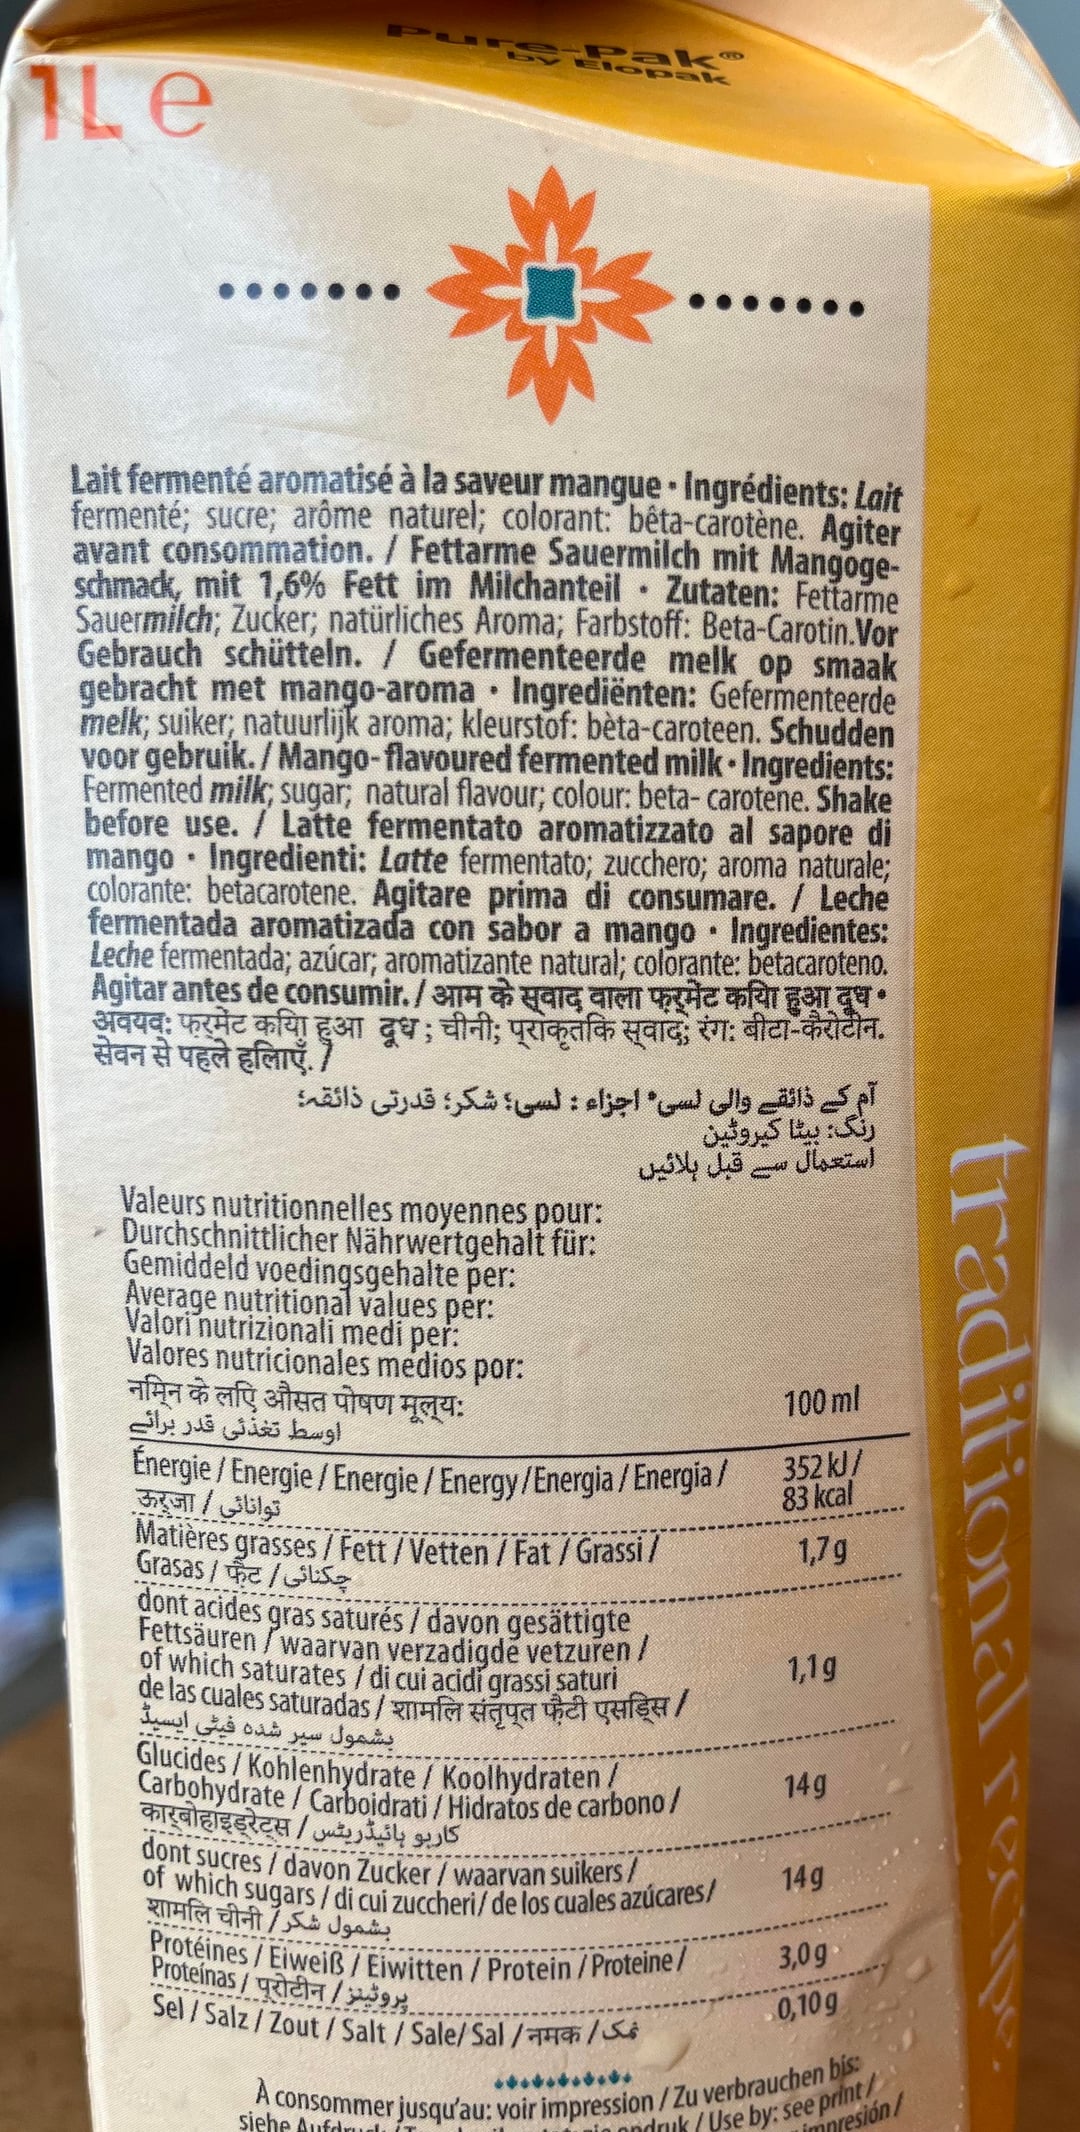 Pure-Pak®
by Elopak
1L e
Lait fermenté aromatisé à la saveur mangue • Ingrédients: Lait
fermenté; sucre; arôme naturel; colorant: bêta-carotène. Agiter
avant consommation. / Fettarme Sauermilch mit Mangoge-
schmack, mit 1,6% Fett im Milchanteil • Zutaten: Fettarme
Sauermilch; Zucker; natürliches Aroma; Farbstoff: Beta-Carotin.Vor
Gebrauch schütteln. / Gefermenteerde melk op smaak
gebracht met mango-aroma • Ingrediënten: Gefermenteerde
melk; suiker; natuurlijk aroma; kleurstof: bèta-caroteen. Schudden
voor gebruik. / Mango-flavoured fermented milk • Ingredients:
Fermented milk; sugar; natural flavour; colour: beta- carotene. Shake
before use. / Latte fermentato aromatizzato al sapore di
mango • Ingredienti: Latte fermentato; zucchero; aroma naturale;
colorante: betacarotene. Agitare prima di consumare. / Leche
fermentada aromatizada con sabor a mango • Ingredientes:
Leche fermentada; azúcar; aromatizante natural; colorante: betacaroteno.
Agitar antes de consumir. / आम के स्वाद वाला फर्मेंट कयिा हुआ दूध •
अवयव: फर्मेंट कयिा हुआ दूध ; चीनी; प्राकृतकि स्वाद; रंग: बीटा-कैरोटीन.
सेवन से पहले हलिाएँ. /
آم کے ذائقے والی لسی• اجزاء : لسی؛ شکر؛ قدرتی ذائقہ؛
رنگ: بیٹا کیروٹین
استعمال سے قبل ہلائیں
Valeurs nutritionnelles moyennes pour:
Durchschnittlicher Nährwertgehalt für:
Gemiddeld voedingsgehalte per:
Average nutritional values per:
Valori nutrizionali medi per:
Valores nutricionales medios por:
नमि्न के लएि औसत पोषण मूल्य: 100 ml
اوسط تغذئی قدر برائے
Énergie / Energie / Energie / Energy / Energia / Energia / 352 kJ /
ऊर्जा / توانائی 83 kcal
Matières grasses / Fett / Vetten / Fat / Grassi / 1,7 g
Grasas / फैट / چکنائی
dont acides gras saturés / davon gesättigte
Fettsäuren / waarvan verzadigde vetzuren /
of which saturates / di cui acidi grassi saturi 1,1 g
de las cuales saturadas / शामलि संतृप्त फैटी एसडि्स /
بشمول سیر شدہ فیٹی ایسیڈ
Glucides / Kohlenhydrate / Koolhydraten /
Carbohydrate / Carboidrati / Hidratos de carbono / 14 g
कार्बोहाइड्रेट्स / کاربو ہائیڈریٹس
dont sucres / davon Zucker / waarvan suikers /
of which sugars / di cui zuccheri/ de los cuales azúcares/ 14 g
शामलि चीनी / بشمول شکر
Protéines / Eiweiß / Eiwitten / Protein / Proteine / 3,0 g
Proteínas / प्रोटीन / پروٹینز
Sel / Salz / Zout / Salt / Sale/ Sal / नमक / نمک 0,10 g
À consommer jusqu'au: voir impression / Zu verbrauchen bis:
siehe / Use by: see print /
impresión /
traditional recipe.